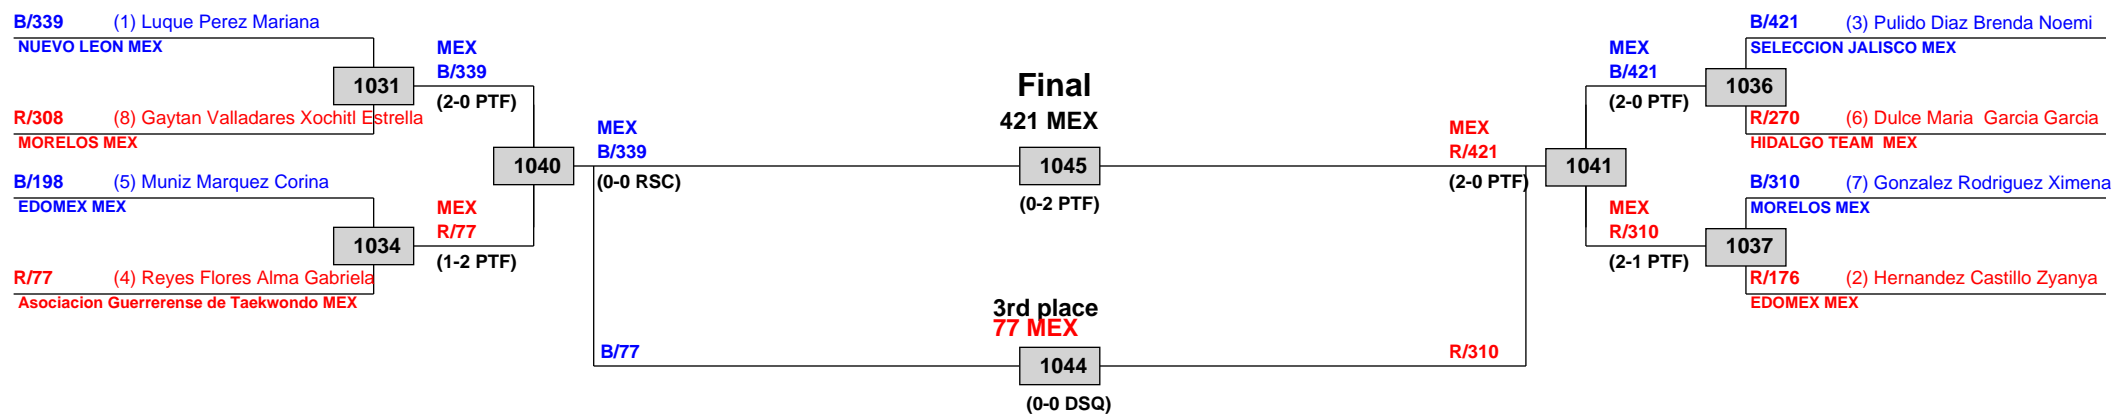 B/339 (1) Luque Perez Mariana
NUEVO LEON MEX
R/308 (8) Gaytan Valladares Xochitl Estrella
MORELOS MEX
B/198 (5) Muniz Marquez Corina
EDOMEX MEX
R/77 (4) Reyes Flores Alma Gabriela
Asociacion Guerrerense de Taekwondo MEX
1031
MEX
B/339
(2-0 PTF)
1034
MEX
R/77
(1-2 PTF)
1040
MEX
B/339
(0-0 RSC)
B/77
Final
421 MEX
1045
(0-2 PTF)
3rd place
77 MEX
1044
(0-0 DSQ)
MEX
R/421
(2-0 PTF)
R/310
1041
MEX
B/421
(2-0 PTF)
1036
MEX
R/310
(2-1 PTF)
1037
B/421 (3) Pulido Diaz Brenda Noemi
SELECCION JALISCO MEX
R/270 (6) Dulce Maria  Garcia Garcia
HIDALGO TEAM  MEX
B/310 (7) Gonzalez Rodriguez Ximena
MORELOS MEX
R/176 (2) Hernandez Castillo Zyanya
EDOMEX MEX